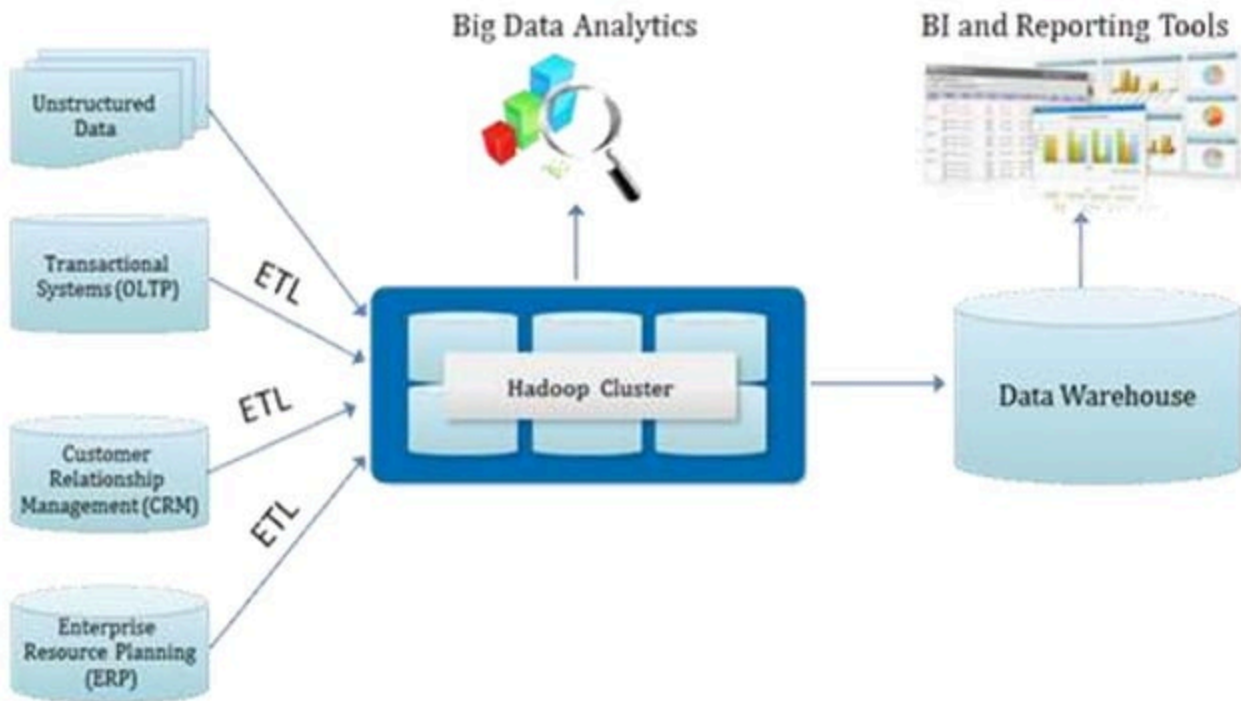 Big Data Analytics
BI and Reporting Tools
Unstructured
Data
Transactional
Systems (OLTP)
ETL
Hadoop Cluster
Data Warehouse
ETL
Customer
Relationship
Management (CRM)
ETL
Enterprise
Resource Planning
(ERP)